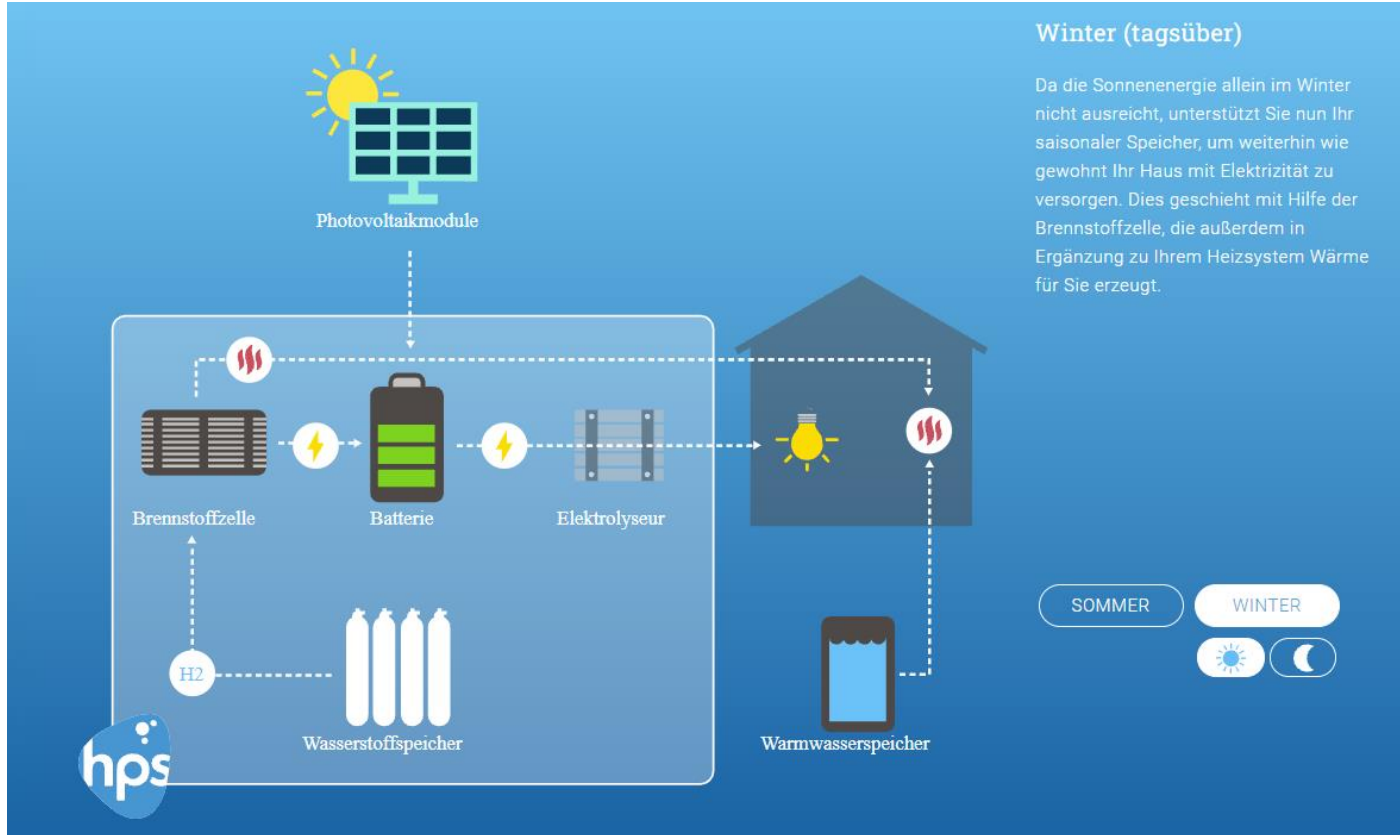 Winter (tagsüber)
Da die Sonnenenergie allein im Winter
nicht ausreicht, unterstützt Sie nun Ihr
saisonaler Speicher, um weiterhin wie
gewohnt Ihr Haus mit Elektrizität zu
versorgen. Dies geschieht mit Hilfe der
Brennstoffzelle, die außerdem in
Ergänzung zu Ihrem Heizsystem Wärme
für Sie erzeugt.
Photovoltaikmodule
Brennstoffzelle
Batterie
Elektrolyseur
H2
Wasserstoffspeicher
Warmwasserspeicher
SOMMER
WINTER
hps